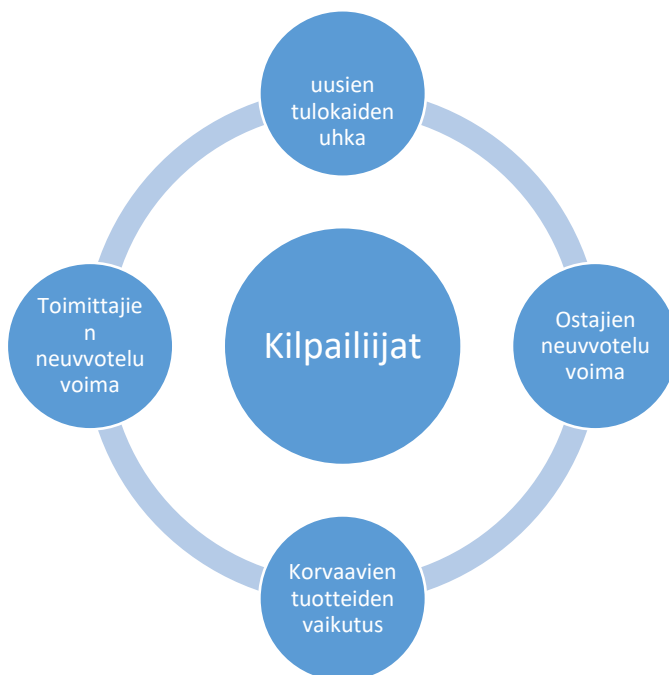 uusien
tulokaiden
uhka
Toimittajie
n
neuvvotelu
voima
Kilpailiijat
Ostajien
neuvvotelu
voima
Korvaavien
tuotteiden
vaikutus